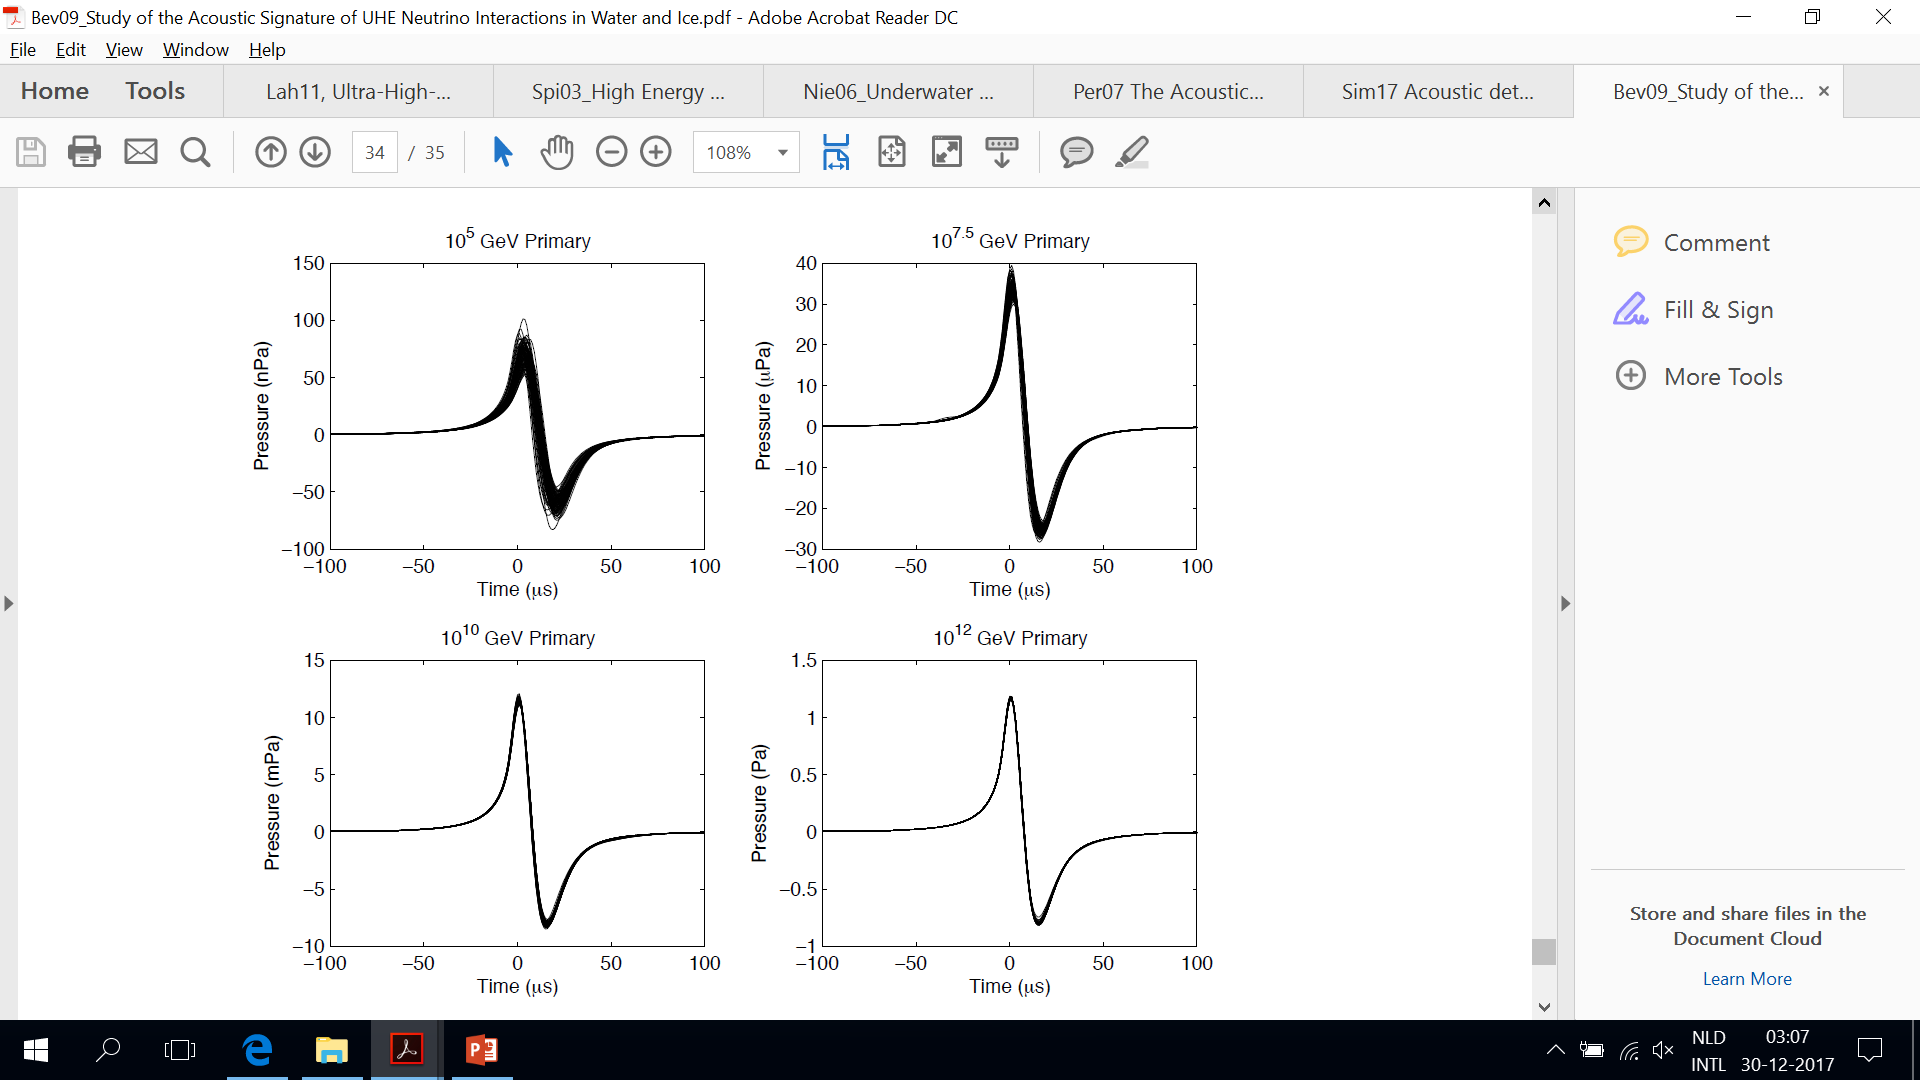 Bev09_Study of the Acoustic Signature of UHE Neutrino Interactions in Water and Ice.pdf - Adobe Acrobat Reader DC
File Edit View Window Help
Home Tools Lah11, Ultra-High-... Spi03_High Energy ... Nie06_Underwater ... Per07 The Acoustic... Sim17 Acoustic det... Bev09_Study of the... ×
34 / 35 108%
10^5 GeV Primary
150
100
50
0
−50
−100
Pressure (nPa)
−100 −50 0 50 100
Time (μs)
10^7.5 GeV Primary
40
30
20
10
0
−10
−20
−30
Pressure (μPa)
−100 −50 0 50 100
Time (μs)
10^10 GeV Primary
15
10
5
0
−5
−10
Pressure (mPa)
−100 −50 0 50 100
Time (μs)
10^12 GeV Primary
1.5
1
0.5
0
−0.5
−1
Pressure (Pa)
−100 −50 0 50 100
Time (μs)
Comment
Fill & Sign
More Tools
Store and share files in the
Document Cloud
Learn More
NLD 03:07
INTL 30-12-2017